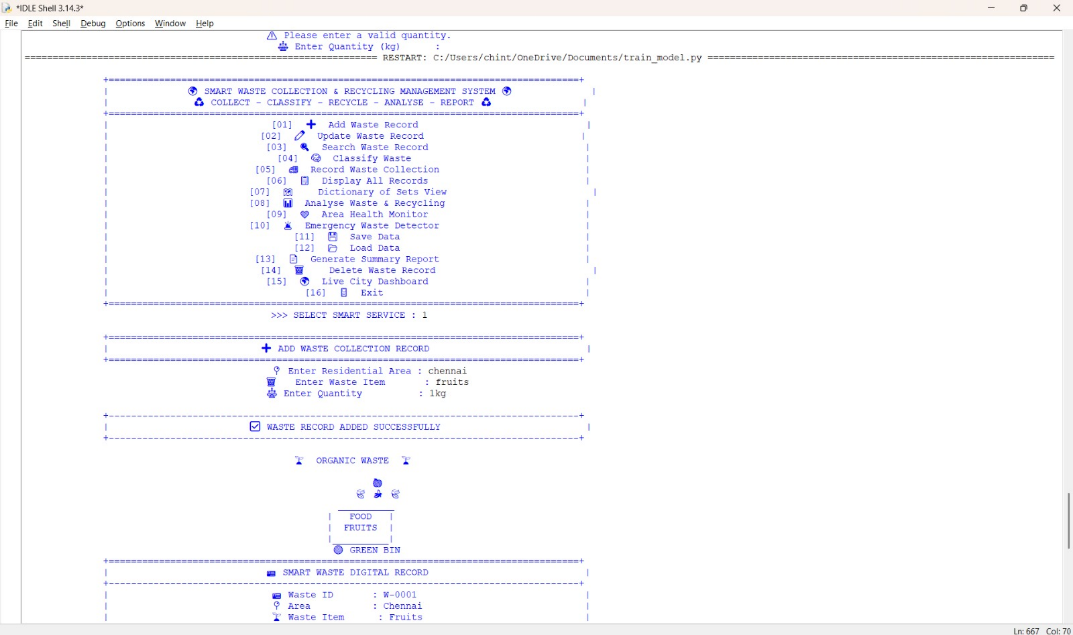 *IDLE Shell 3.14.3*
File Edit Shell Debug Options Window Help
⚠ Please enter a valid quantity.
Enter Quantity (kg) :
RESTART: C:/Users/chint/OneDrive/Documents/train_model.py
🌍 SMART WASTE COLLECTION & RECYCLING MANAGEMENT SYSTEM 🌍
♻ COLLECT - CLASSIFY - RECYCLE - ANALYSE - REPORT ♻
[01] ➕ Add Waste Record
[02] Update Waste Record
[03] Search Waste Record
[04] Classify Waste
[05] Record Waste Collection
[06] Display All Records
[07] Dictionary of Sets View
[08] Analyse Waste & Recycling
[09] Area Health Monitor
[10] Emergency Waste Detector
[11] Save Data
[12] Load Data
[13] Generate Summary Report
[14] Delete Waste Record
[15] Live City Dashboard
[16] Exit
>>> SELECT SMART SERVICE : 1
➕ ADD WASTE COLLECTION RECORD
Enter Residential Area : chennai
Enter Waste Item : fruits
Enter Quantity : 1kg
☑ WASTE RECORD ADDED SUCCESSFULLY
ORGANIC WASTE
FOOD
FRUITS
GREEN BIN
SMART WASTE DIGITAL RECORD
Waste ID : W-0001
Area : Chennai
Waste Item : Fruits
Ln: 667 Col: 70